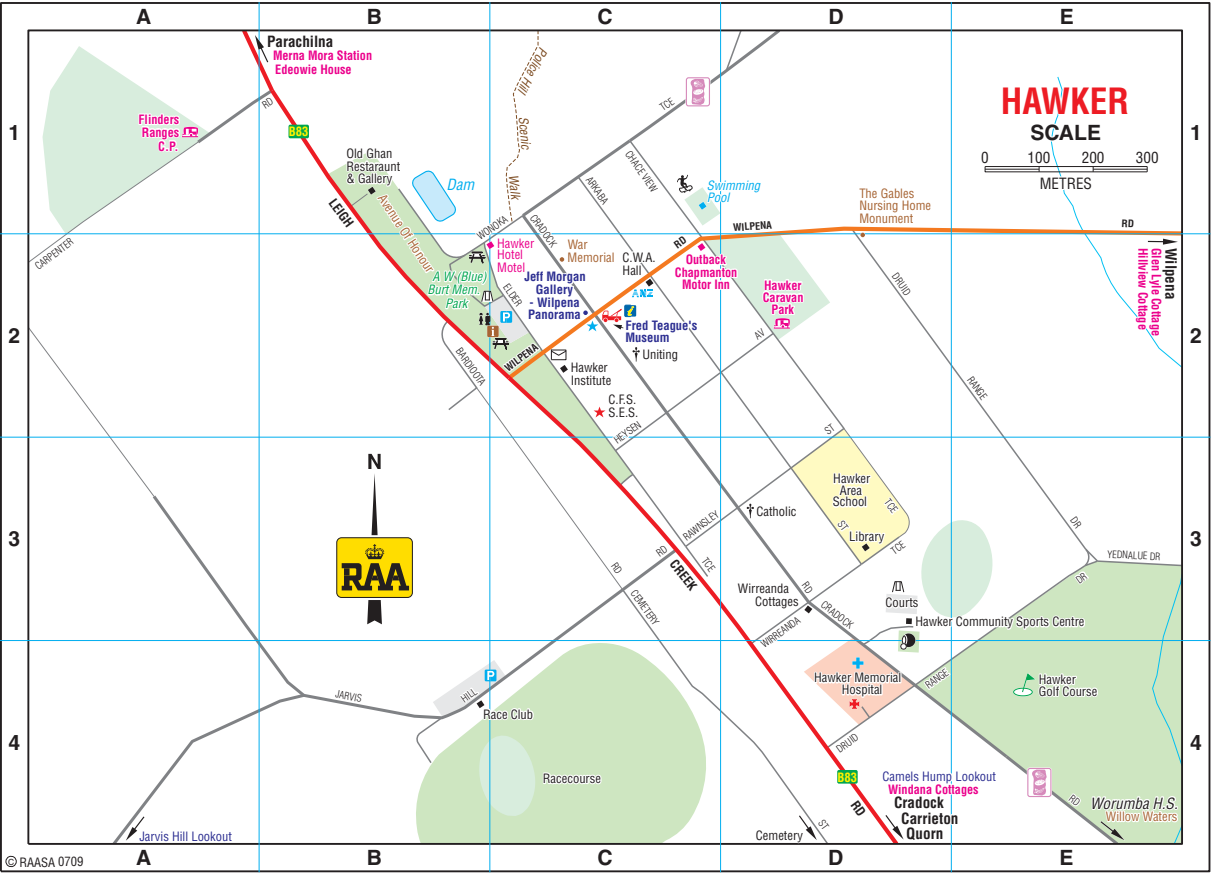 A
B
C
D
E
Parachilna
Merna Mora Station
Edeowie House
Police Hill
Scenic
Walk
TCE
HAWKER
SCALE
0 100 200 300
METRES
1
1
Flinders
Ranges
C.P.
RD
B83
Old Ghan
Restaraunt
& Gallery
Dam
CHACE VIEW
ARKABA
Swimming
Pool
The Gables
Nursing Home
Monument
LEIGH
Avenue Of Honour
WONOKA
CRADOCK
WILPENA
RD
RD
CARPENTER
Hawker
Hotel
Motel
War
Memorial
C.W.A.
Hall
Outback
Chapmanton
Motor Inn
Wilpena
Glen Lyle Cottage
Hillview Cottage
A W (Blue)
Burt Mem.
Park
ELDER
Jeff Morgan
Gallery
- Wilpena
Panorama
ANZ
Hawker
Caravan
Park
DRUID
2
2
P
i
Fred Teague's
Museum
Uniting
AV
WILPENA
BARDIOOTA
Hawker
Institute
RANGE
C.F.S.
S.E.S.
HEYSEN
ST
N
RAA
Hawker
Area
School
TCE
ST
Library
TCE
Catholic
RAWNSLEY
3
3
DR
YEDNALUE DR
DR
RD
RD
CREEK
TCE
CEMETERY
Wirreanda
Cottages
RD
CRADOCK
WIRREANDA
Courts
Hawker Community Sports Centre
Hawker Memorial
Hospital
RANGE
Hawker
Golf Course
JARVIS
HILL
P
Race Club
4
4
DRUID
Racecourse
B83
RD
Camels Hump Lookout
Windana Cottages
Cradock
Carrieton
Quorn
RD
Worumba H.S.
Willow Waters
Jarvis Hill Lookout
ST
Cemetery
A
B
C
D
E
© RAASA 0709